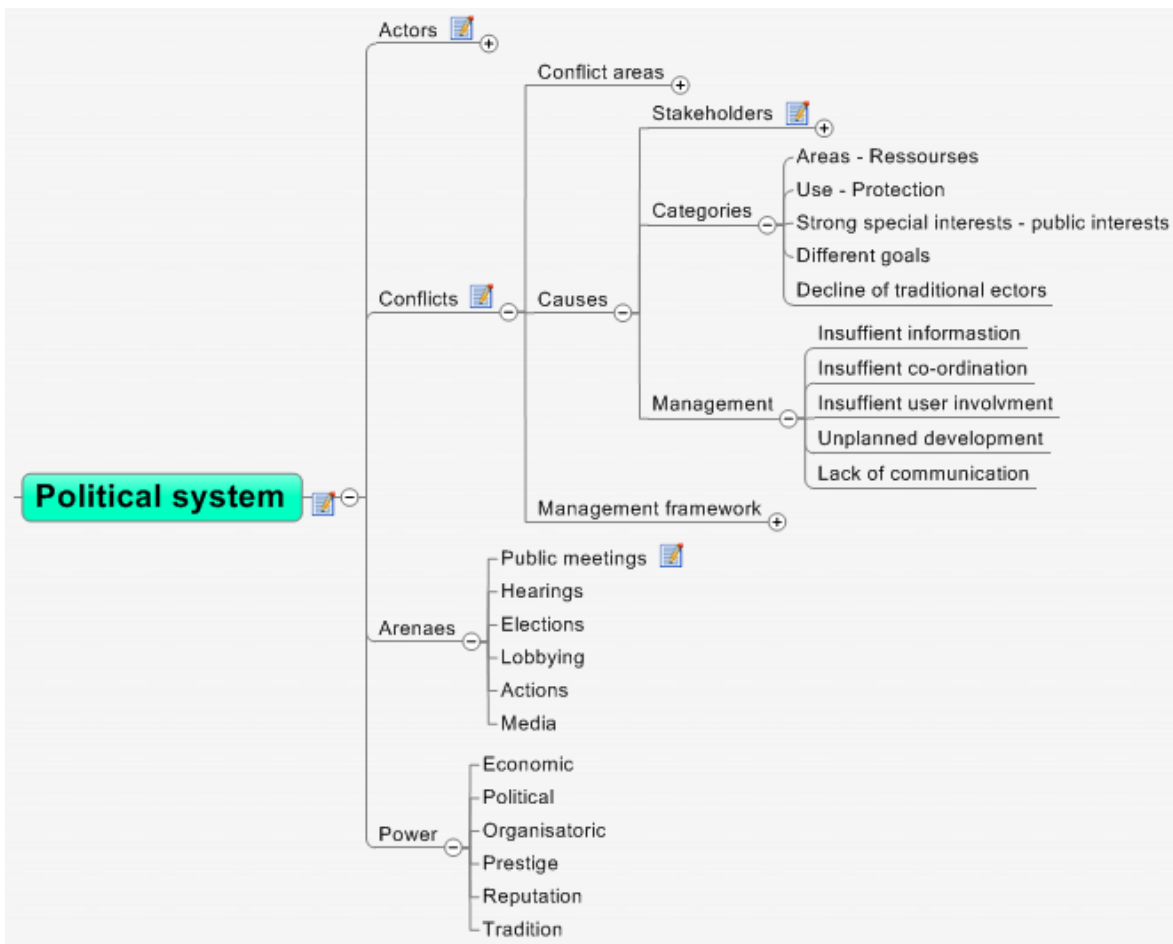 Actors
Conflict areas
Stakeholders
Areas - Ressourses
Use - Protection
Categories
Strong special interests - public interests
Different goals
Decline of traditional ectors
Conflicts
Causes
Insuffient informastion
Insuffient co-ordination
Management
Insuffient user involvment
Unplanned development
Lack of communication
Political system
Management framework
Public meetings
Hearings
Elections
Arenaes
Lobbying
Actions
Media
Economic
Political
Power
Organisatoric
Prestige
Reputation
Tradition